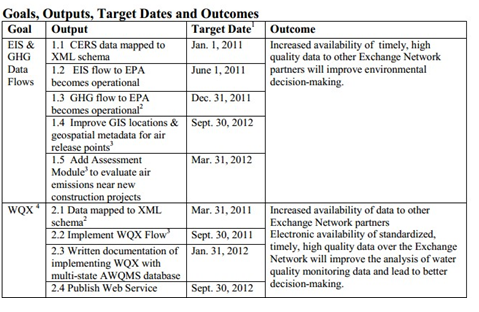 Goals, Outputs, Target Dates and Outcomes
Goal Output Target Date1 Outcome
EIS & GHG Data Flows
1.1 CERS data mapped to XML schema
Jan. 1, 2011
Increased availability of timely, high quality data to other Exchange Network partners will improve environmental decision-making.
1.2 EIS flow to EPA becomes operational
June 1, 2011
1.3 GHG flow to EPA becomes operational2
Dec. 31, 2011
1.4 Improve GIS locations & geospatial metadata for air release points3
Sept. 30, 2012
1.5 Add Assessment Module3 to evaluate air emissions near new construction projects
Mar. 31, 2012
WQX 4
2.1 Data mapped to XML schema2
Mar. 31, 2011
Increased availability of data to other Exchange Network partners
Electronic availability of standardized, timely, high quality data over the Exchange Network will improve the analysis of water quality monitoring data and lead to better decision-making.
2.2 Implement WQX Flow3
Sept. 30, 2011
2.3 Written documentation of implementing WQX with multi-state AWQMS database
Jan. 31, 2012
2.4 Publish Web Service
Sept. 30, 2012